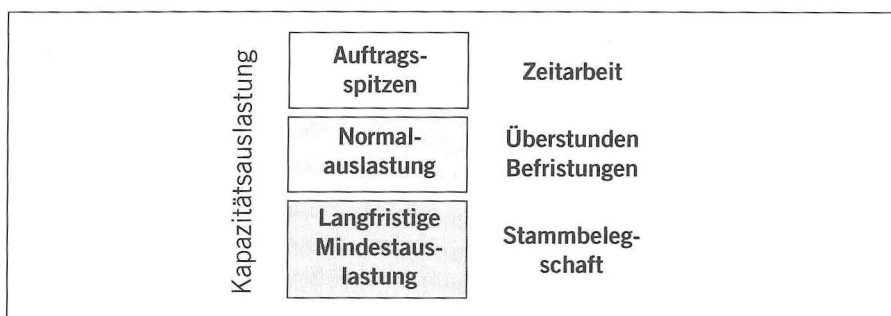 Kapazitätsauslastung
Auftrags-
spitzen
Zeitarbeit
Normal-
auslastung
Überstunden
Befristungen
Langfristige
Mindestaus-
lastung
Stammbeleg-
schaft